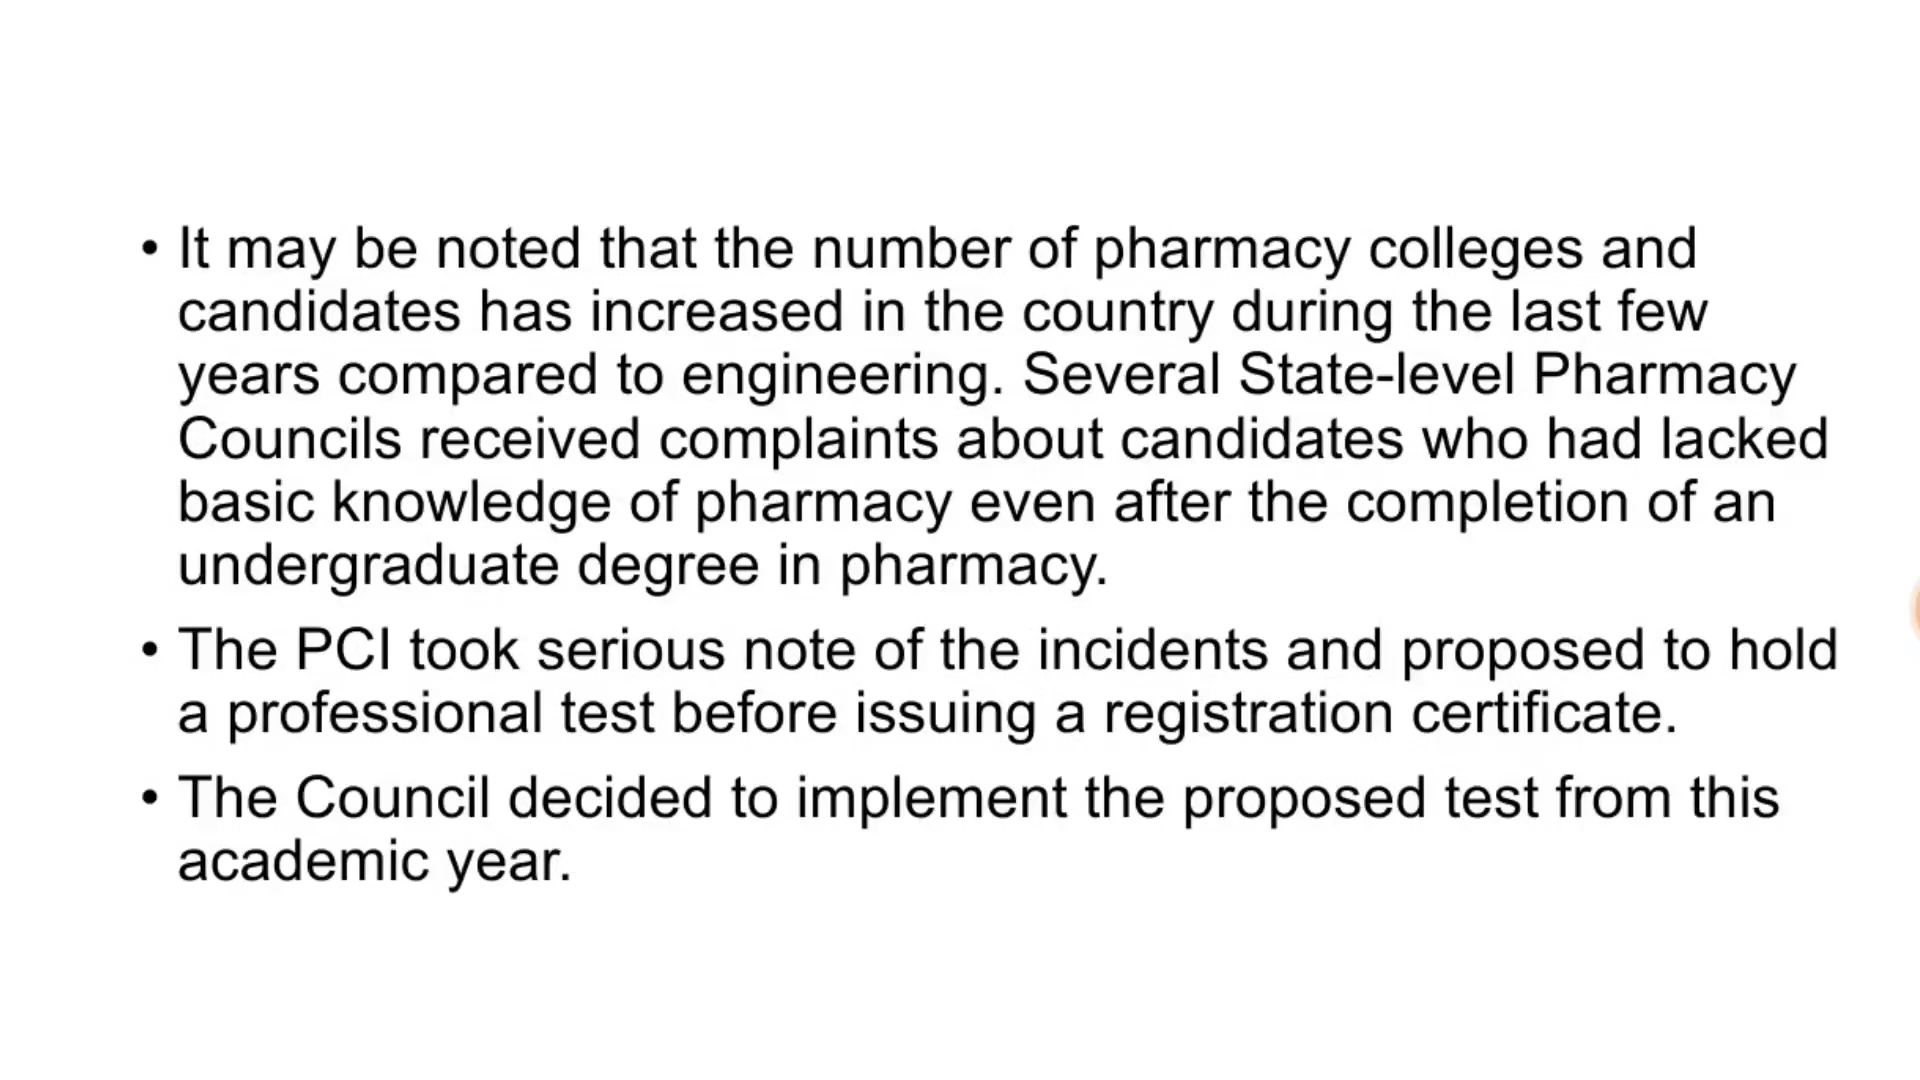 • It may be noted that the number of pharmacy colleges and
candidates has increased in the country during the last few
years compared to engineering. Several State-level Pharmacy
Councils received complaints about candidates who had lacked
basic knowledge of pharmacy even after the completion of an
undergraduate degree in pharmacy.
• The PCI took serious note of the incidents and proposed to hold
a professional test before issuing a registration certificate.
• The Council decided to implement the proposed test from this
academic year.